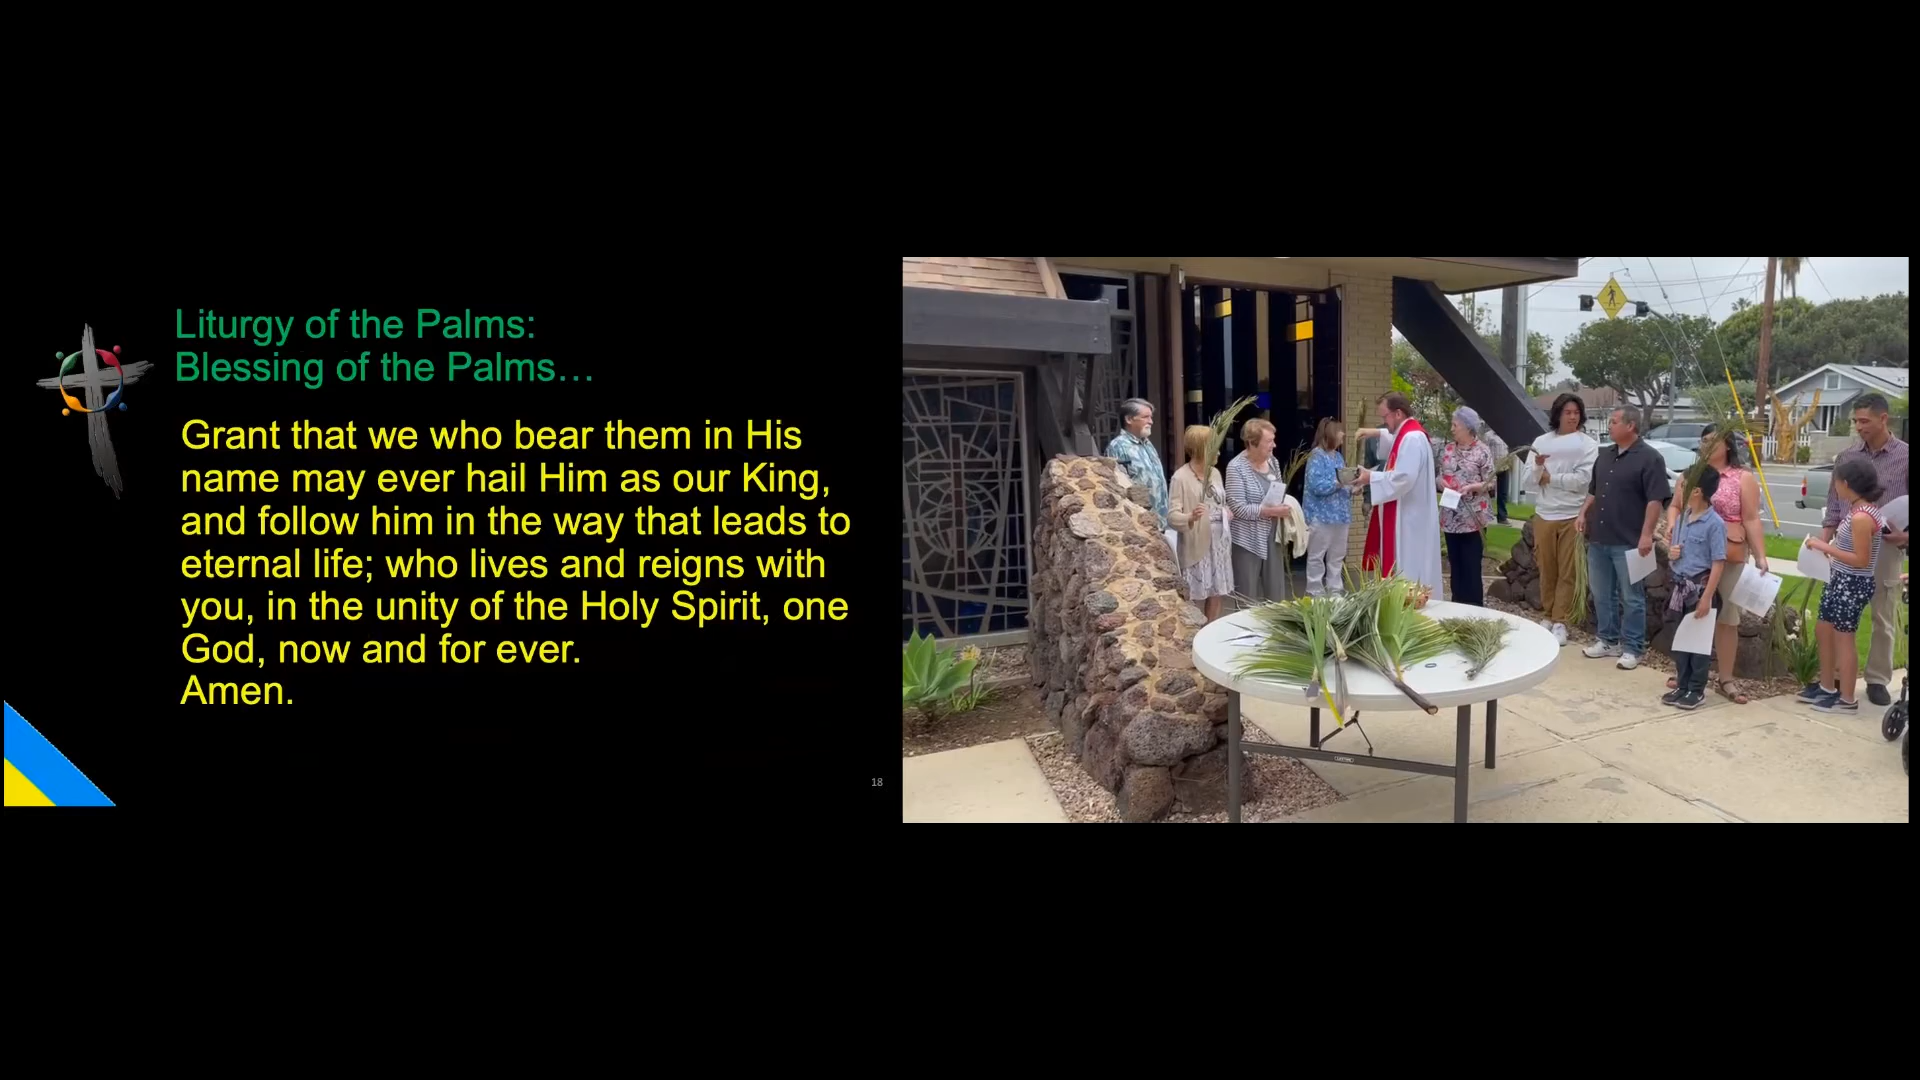 Liturgy of the Palms:
Blessing of the Palms…
Grant that we who bear them in His
name may ever hail Him as our King,
and follow him in the way that leads to
eternal life; who lives and reigns with
you, in the unity of the Holy Spirit, one
God, now and for ever.
Amen.
18